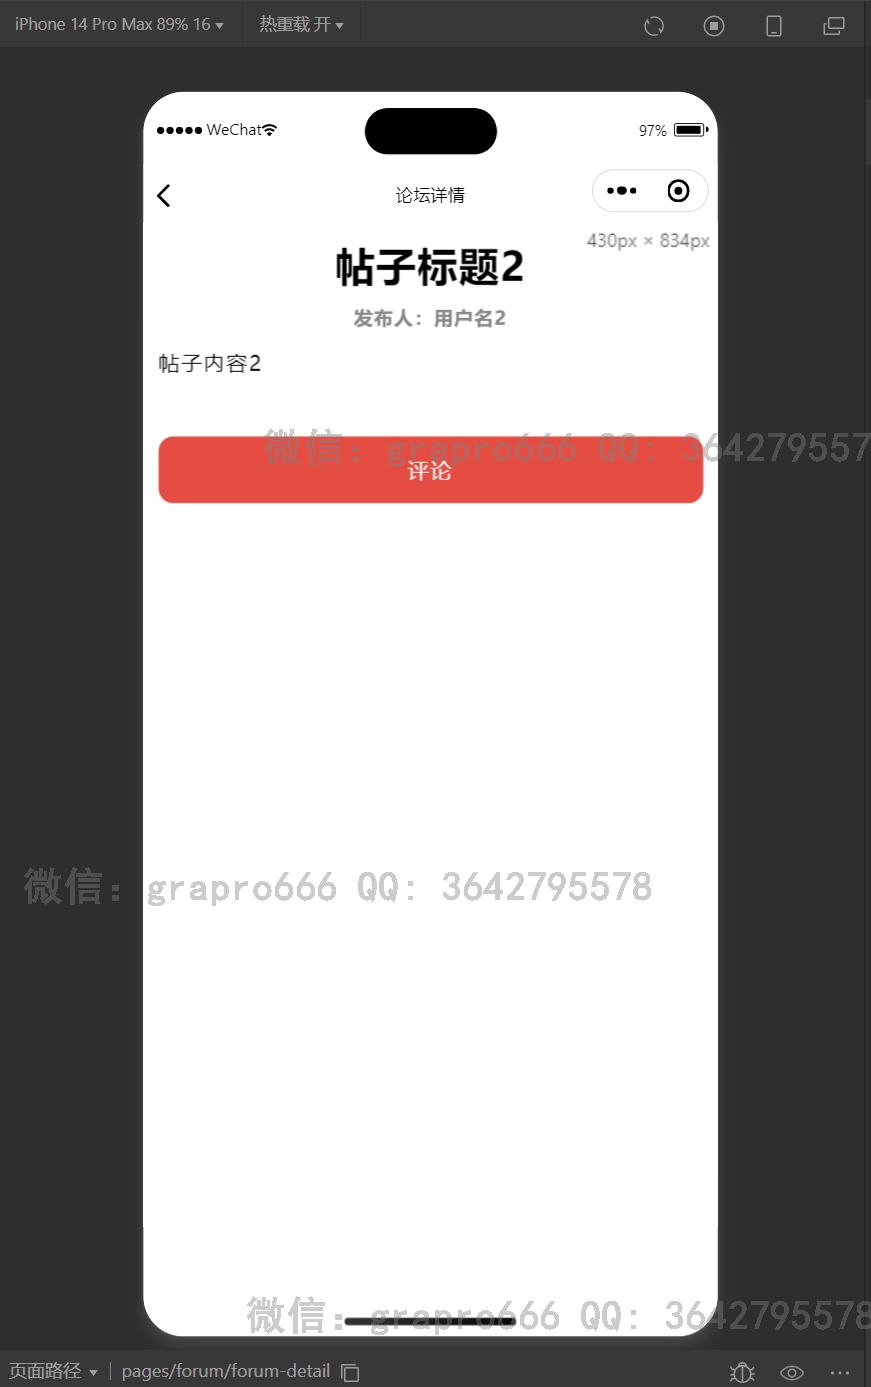 iPhone 14 Pro Max 89% 16
热重载 开
WeChat
97%
论坛详情
430px × 834px
帖子标题2
发布人：用户名2
帖子内容2
微信：grapro666 QQ：364279557
评论
微信：grapro666 QQ：3642795578
微信：grapro666 QQ：3642795578
页面路径
pages/forum/forum-detail